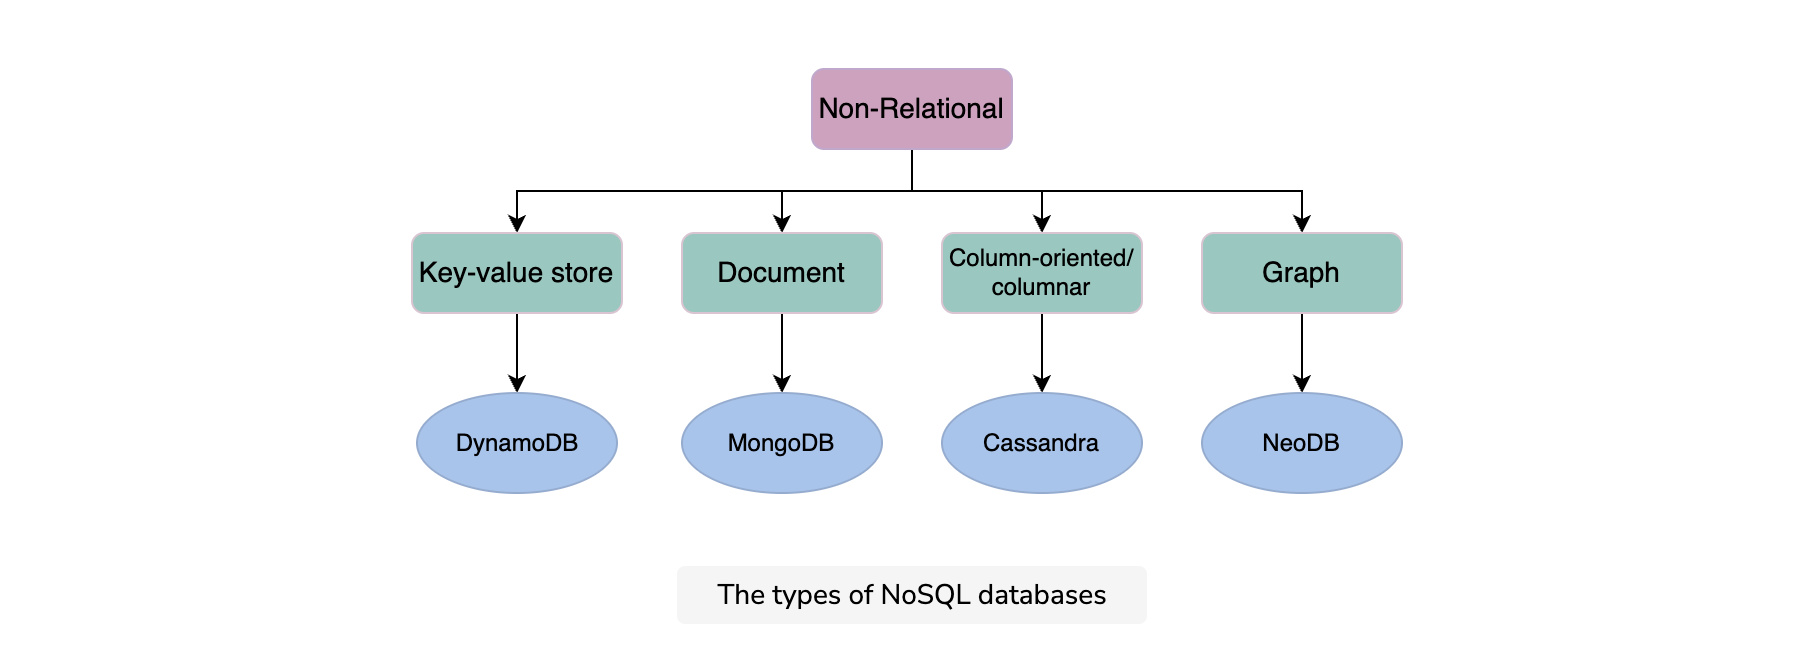 Non-Relational
Key-value store
Document
Column-oriented/
columnar
Graph
DynamoDB
MongoDB
Cassandra
NeoDB
The types of NoSQL databases